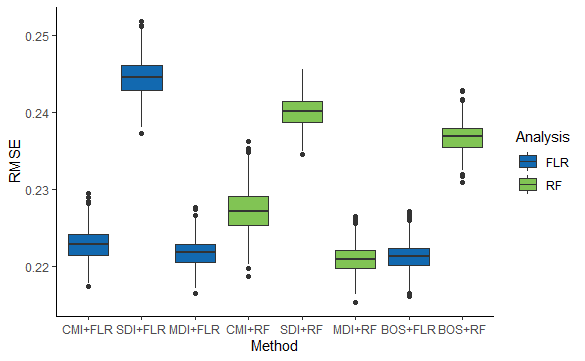 0.25
0.24
0.23
0.22
RMSE
CMI+FLR SDI+FLR MDI+FLR CMI+RF SDI+RF MDI+RF BOS+FLR BOS+RF
Method
Analysis
FLR
RF